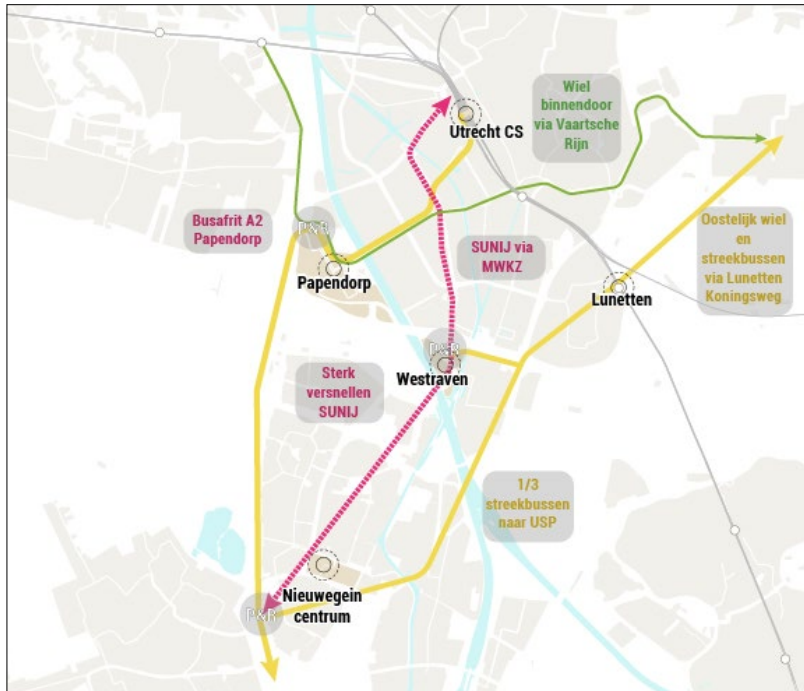 Wiel
binnendoor
via Vaartsche
Rijn
Utrecht CS
Busafrit A2
Papendorp
P&R
SUNIJ via
MWKZ
Oostelijk wiel
en
streekbussen
via Lunetten
Koningsweg
Papendorp
Lunetten
P&R
Westraven
Sterk
versnellen
SUNIJ
1/3
streekbussen
naar USP
Nieuwegein
centrum
P&R